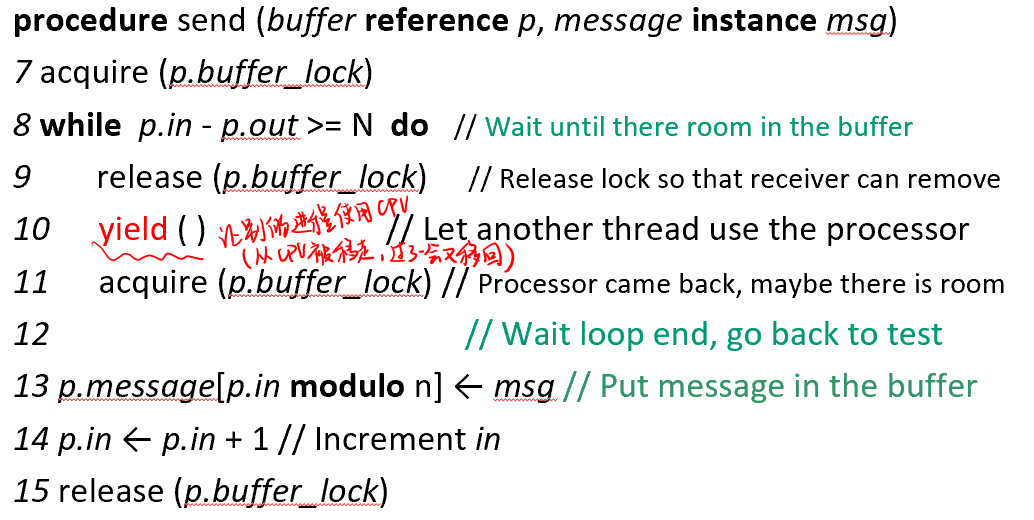 procedure send (buffer reference p, message instance msg)
7 acquire (p.buffer_lock)
8 while p.in - p.out >= N do // Wait until there room in the buffer
9 release (p.buffer_lock) // Release lock so that receiver can remove
10 yield ( ) 让别的进程使用CPU // Let another thread use the processor
(从CPU被移走,过了一会又移回)
11 acquire (p.buffer_lock) // Processor came back, maybe there is room
12 // Wait loop end, go back to test
13 p.message[p.in modulo n] ← msg // Put message in the buffer
14 p.in ← p.in + 1 // Increment in
15 release (p.buffer_lock)